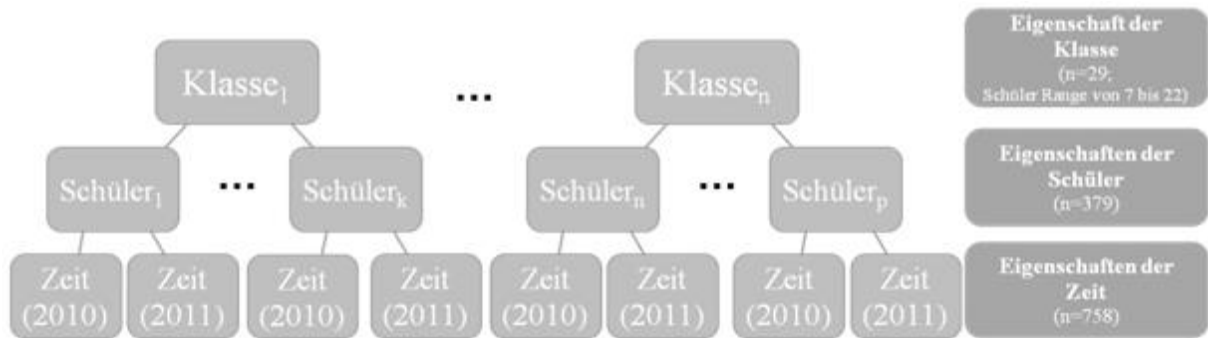 Klasse₁
...
Klasseₙ
Eigenschaft der
Klasse
(n=29;
Schüler Range von 7 bis 22)
Schüler₁
...
Schülerₖ
Schülerₙ
...
Schülerₚ
Eigenschaften der
Schüler
(n=379)
Zeit
(2010)
Zeit
(2011)
Zeit
(2010)
Zeit
(2011)
Zeit
(2010)
Zeit
(2011)
Zeit
(2010)
Zeit
(2011)
Eigenschaften der
Zeit
(n=758)